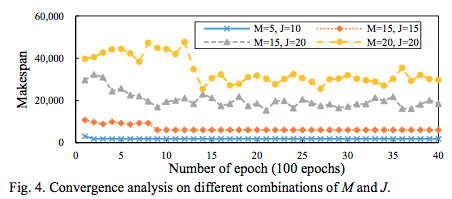 60,000
40,000
20,000
0
Makespan
M=5, J=10
M=15, J=15
M=15, J=20
M=20, J=20
0 5 10 15 20 25 30 35 40
Number of epoch (100 epochs)
Fig. 4. Convergence analysis on different combinations of M and J.